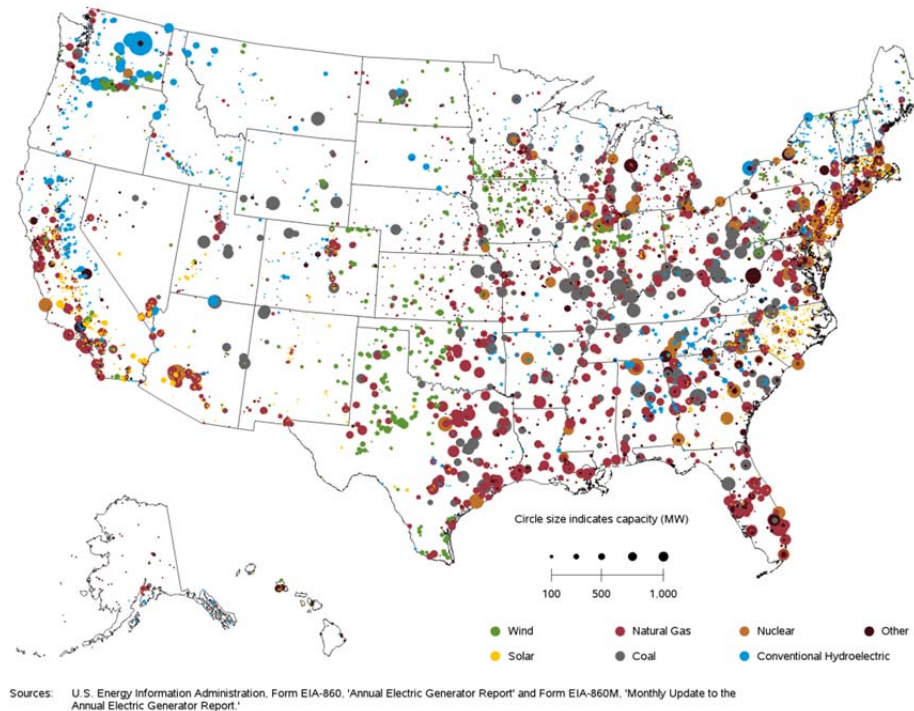 Circle size indicates capacity (MW)
100 500 1,000
Wind Natural Gas Nuclear Other
Solar Coal Conventional Hydroelectric
Sources: U.S. Energy Information Administration, Form EIA-860, 'Annual Electric Generator Report' and Form EIA-860M, 'Monthly Update to the
Annual Electric Generator Report.'